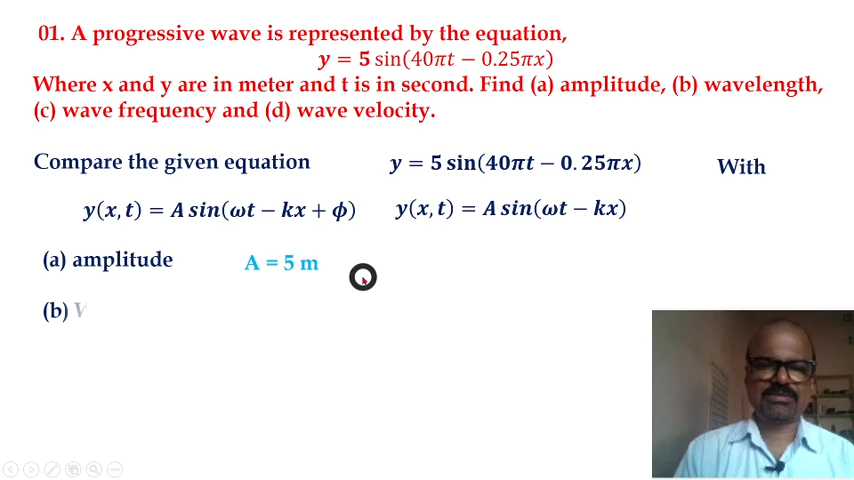 01. A progressive wave is represented by the equation,
y = 5 sin(40πt − 0.25πx)
Where x and y are in meter and t is in second. Find (a) amplitude, (b) wavelength,
(c) wave frequency and (d) wave velocity.
Compare the given equation y = 5 sin(40πt − 0.25πx) With
y(x, t) = A sin(ωt − kx + ϕ) y(x, t) = A sin(ωt − kx)
(a) amplitude A = 5 m
(b) W